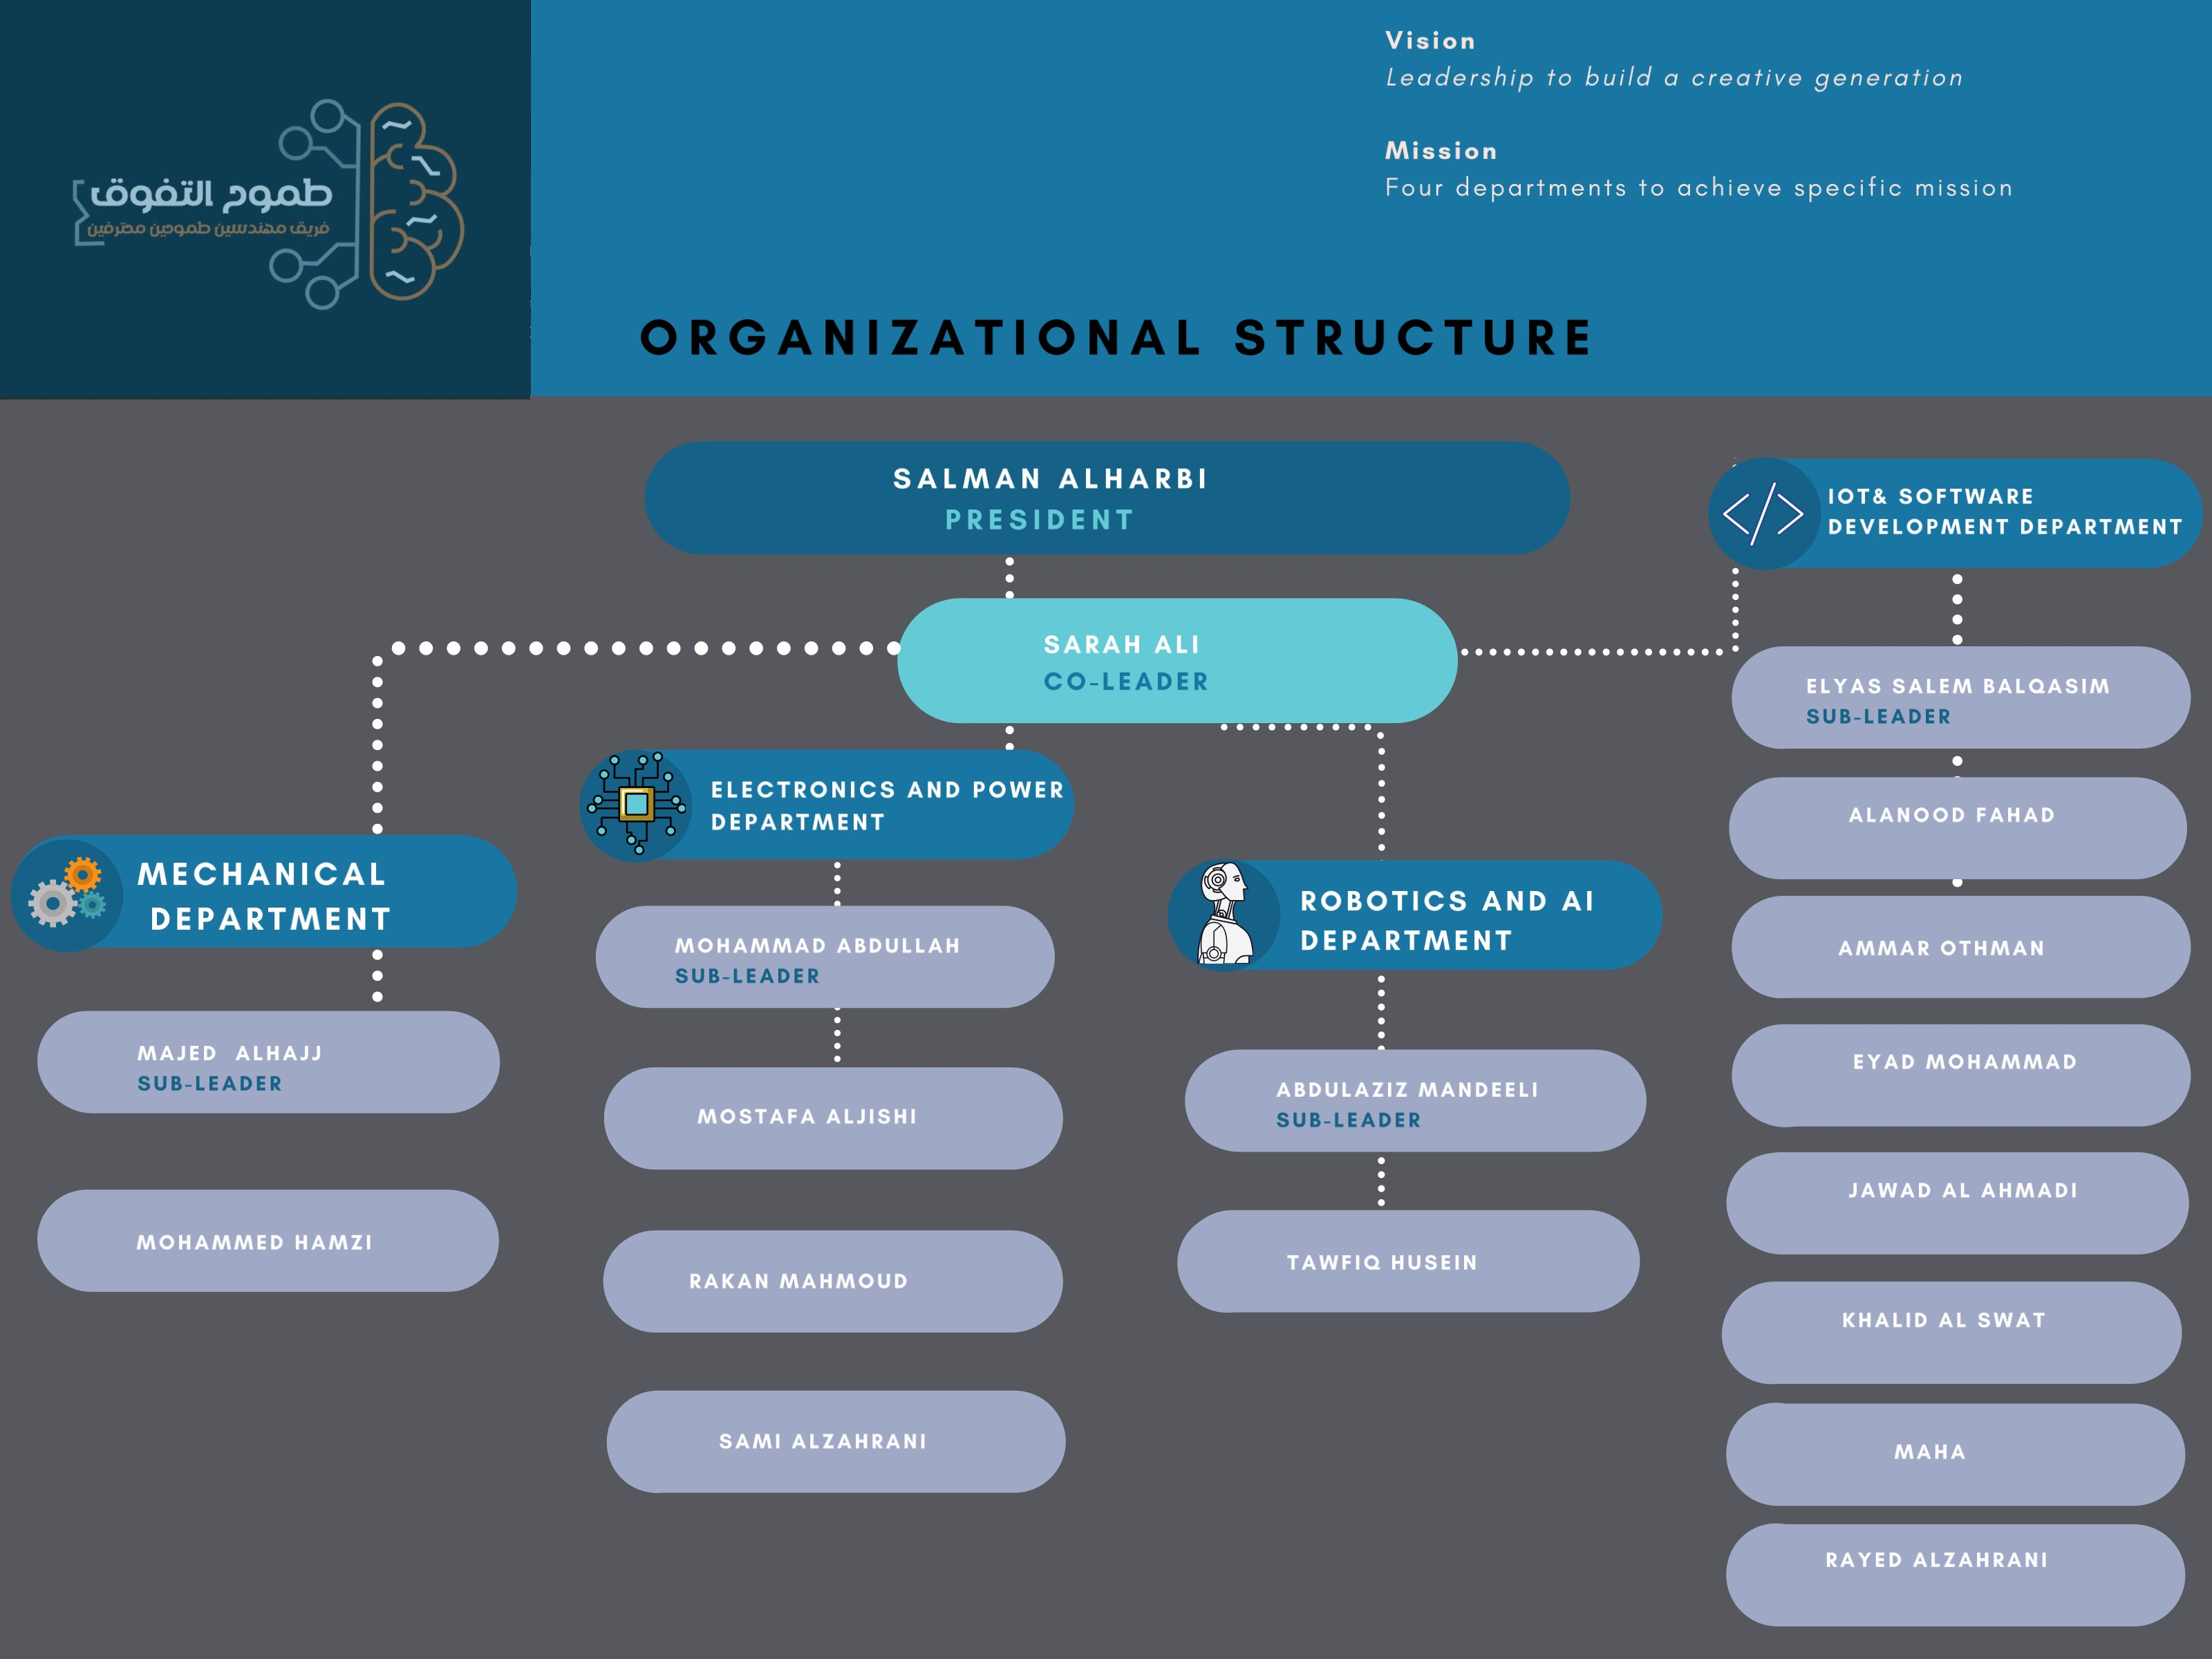 طموح التفوق
فريق مهندسين طموحين محترفين
Vision
Leadership to build a creative generation
Mission
Four departments to achieve specific mission
ORGANIZATIONAL STRUCTURE
SALMAN ALHARBI
PRESIDENT
SARAH ALI
CO-LEADER
MECHANICAL
DEPARTMENT
MAJED ALHAJJ
SUB-LEADER
MOHAMMED HAMZI
ELECTRONICS AND POWER
DEPARTMENT
MOHAMMAD ABDULLAH
SUB-LEADER
MOSTAFA ALJISHI
RAKAN MAHMOUD
SAMI ALZAHRANI
ROBOTICS AND AI
DEPARTMENT
ABDULAZIZ MANDEELI
SUB-LEADER
TAWFIQ HUSEIN
IOT& SOFTWARE
DEVELOPMENT DEPARTMENT
ELYAS SALEM BALQASIM
SUB-LEADER
ALANOOD FAHAD
AMMAR OTHMAN
EYAD MOHAMMAD
JAWAD AL AHMADI
KHALID AL SWAT
MAHA
RAYED ALZAHRANI